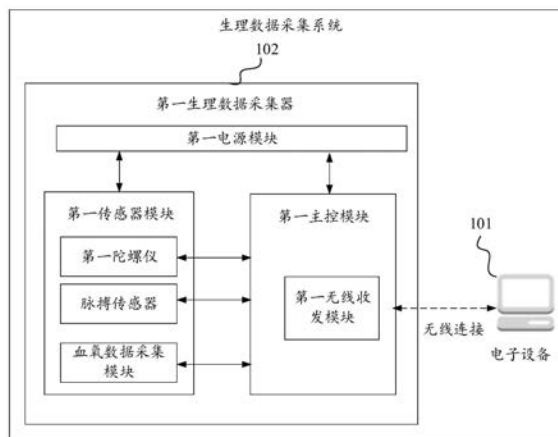 生理数据采集系统
102
第一生理数据采集器
第一电源模块
第一传感器模块
第一陀螺仪
脉搏传感器
血氧数据采集
模块
第一主控模块
第一无线收
发模块
101
无线连接
电子设备